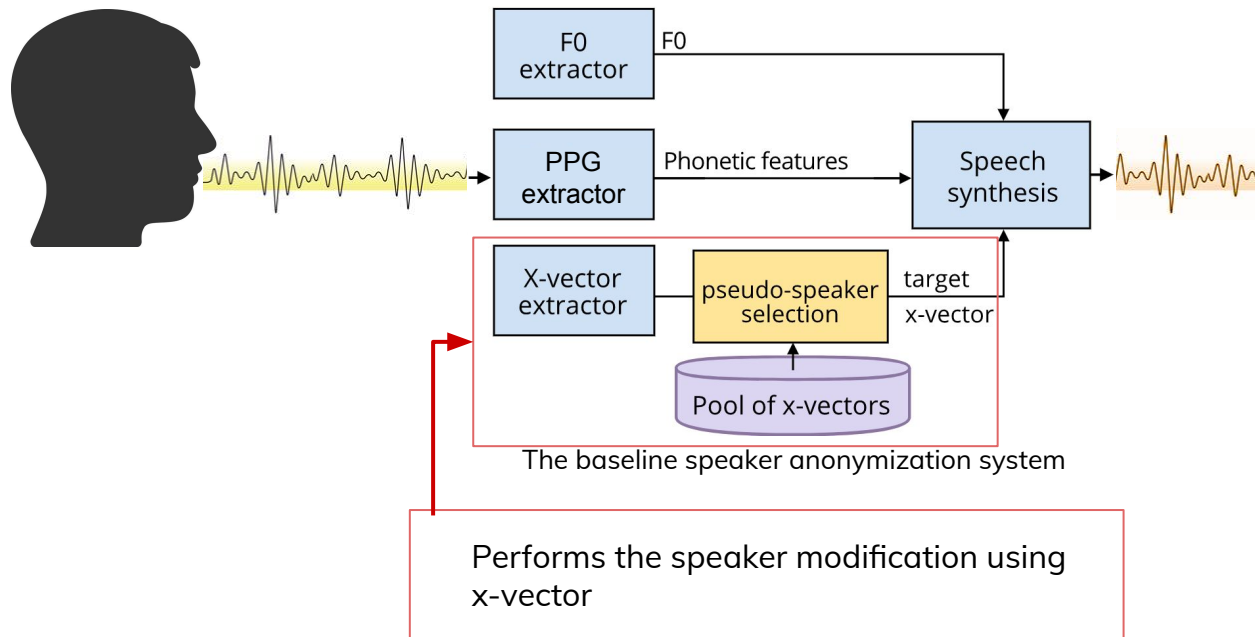 F0
extractor
F0
PPG
extractor
Phonetic features
Speech
synthesis
X-vector
extractor
pseudo-speaker
selection
target
x-vector
Pool of x-vectors
The baseline speaker anonymization system
Performs the speaker modification using
x-vector